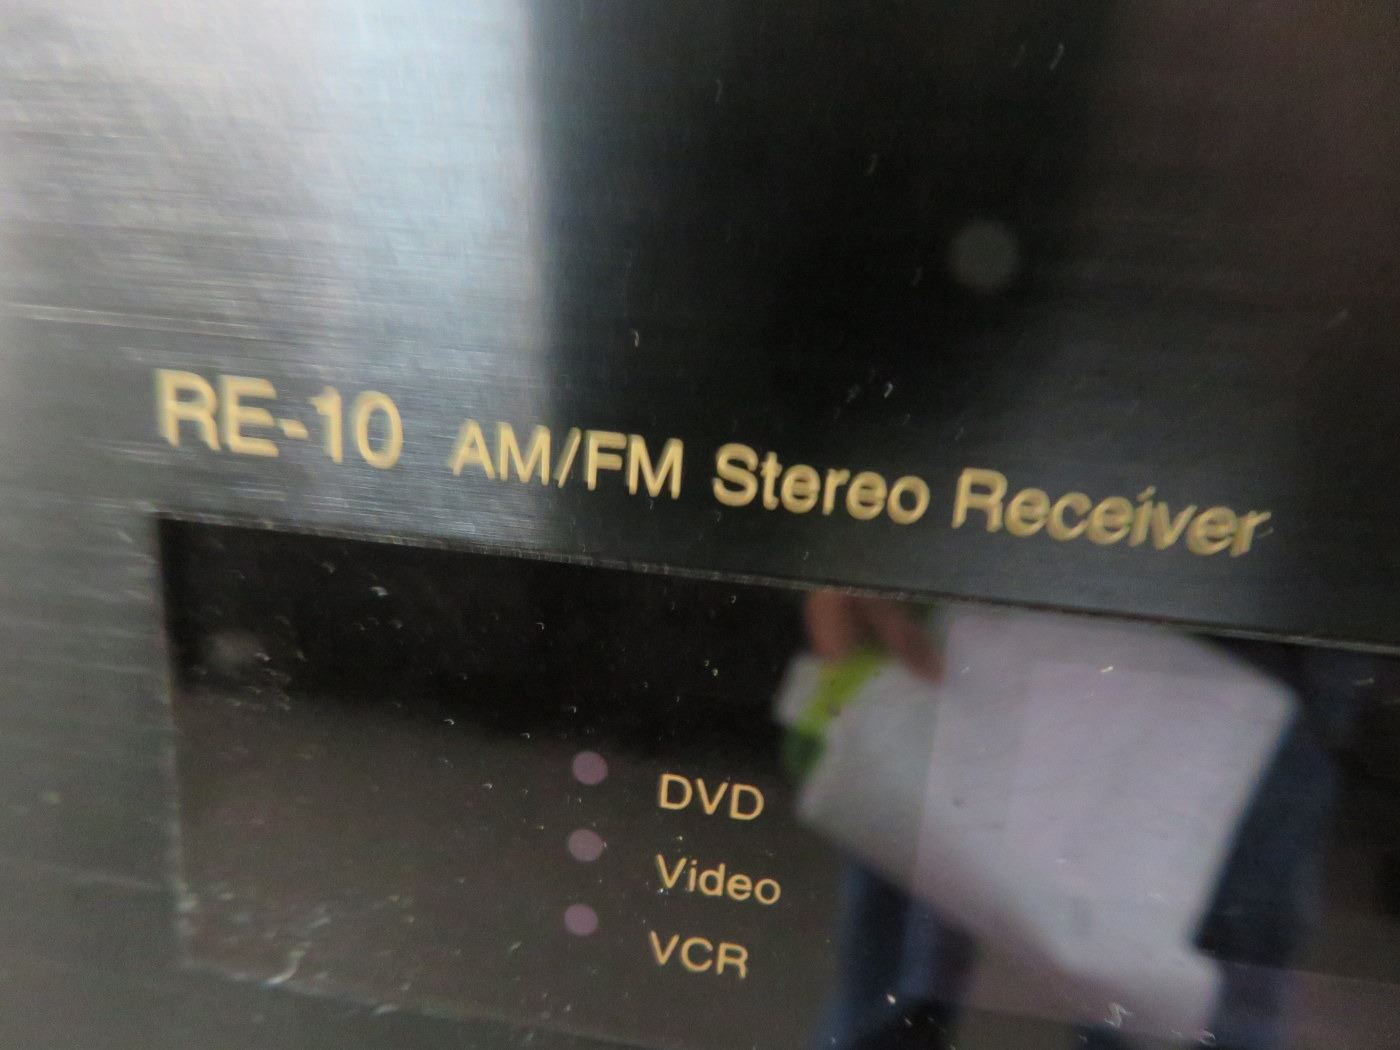 RE-10 AM/FM Stereo Receiver
DVD
Video
VCR